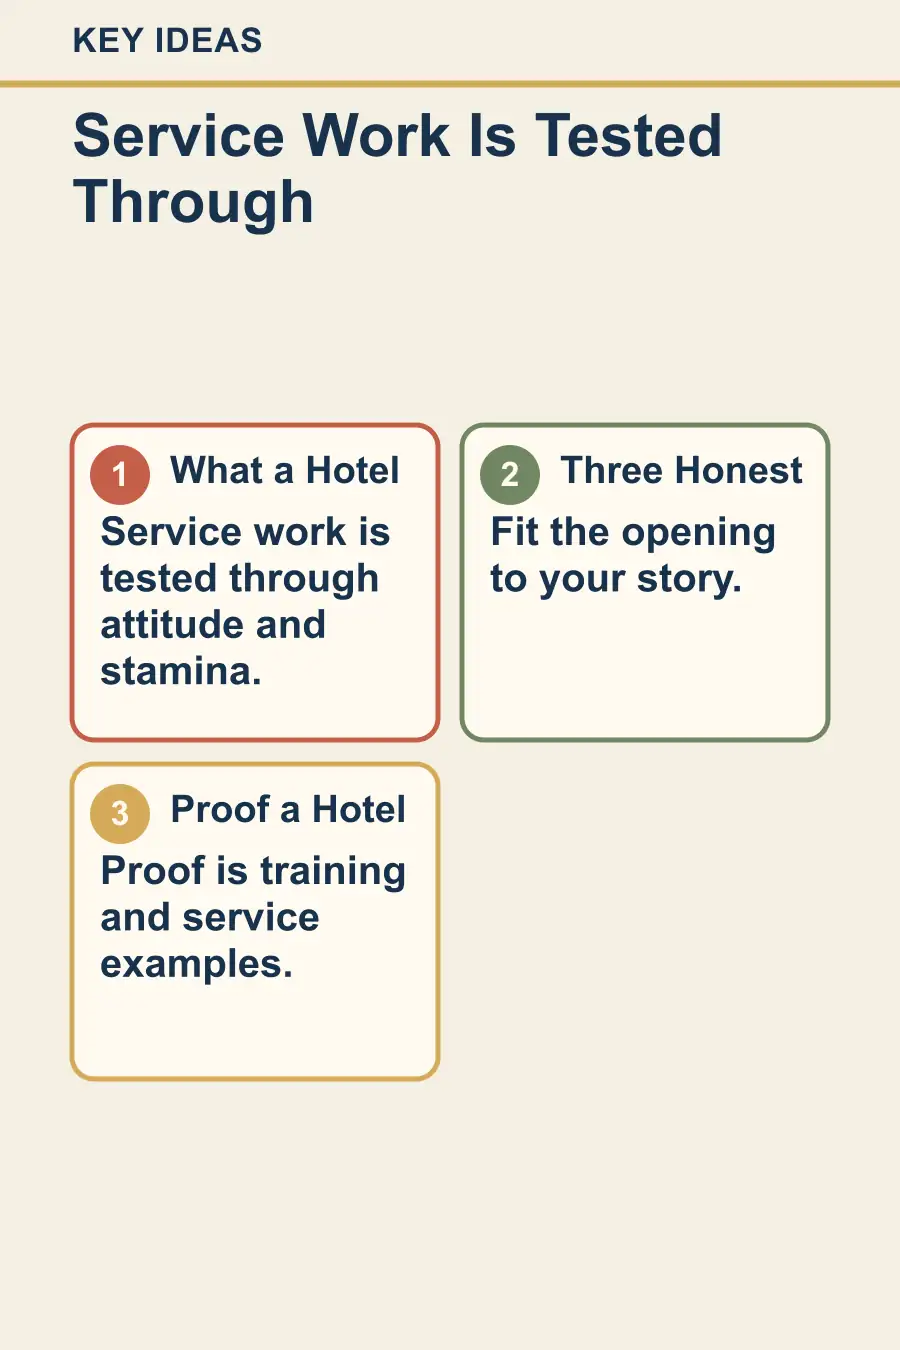 KEY IDEAS
Service Work Is Tested
Through
1 What a Hotel
Service work is
tested through
attitude and
stamina.
2 Three Honest
Fit the opening
to your story.
3 Proof a Hotel
Proof is training
and service
examples.